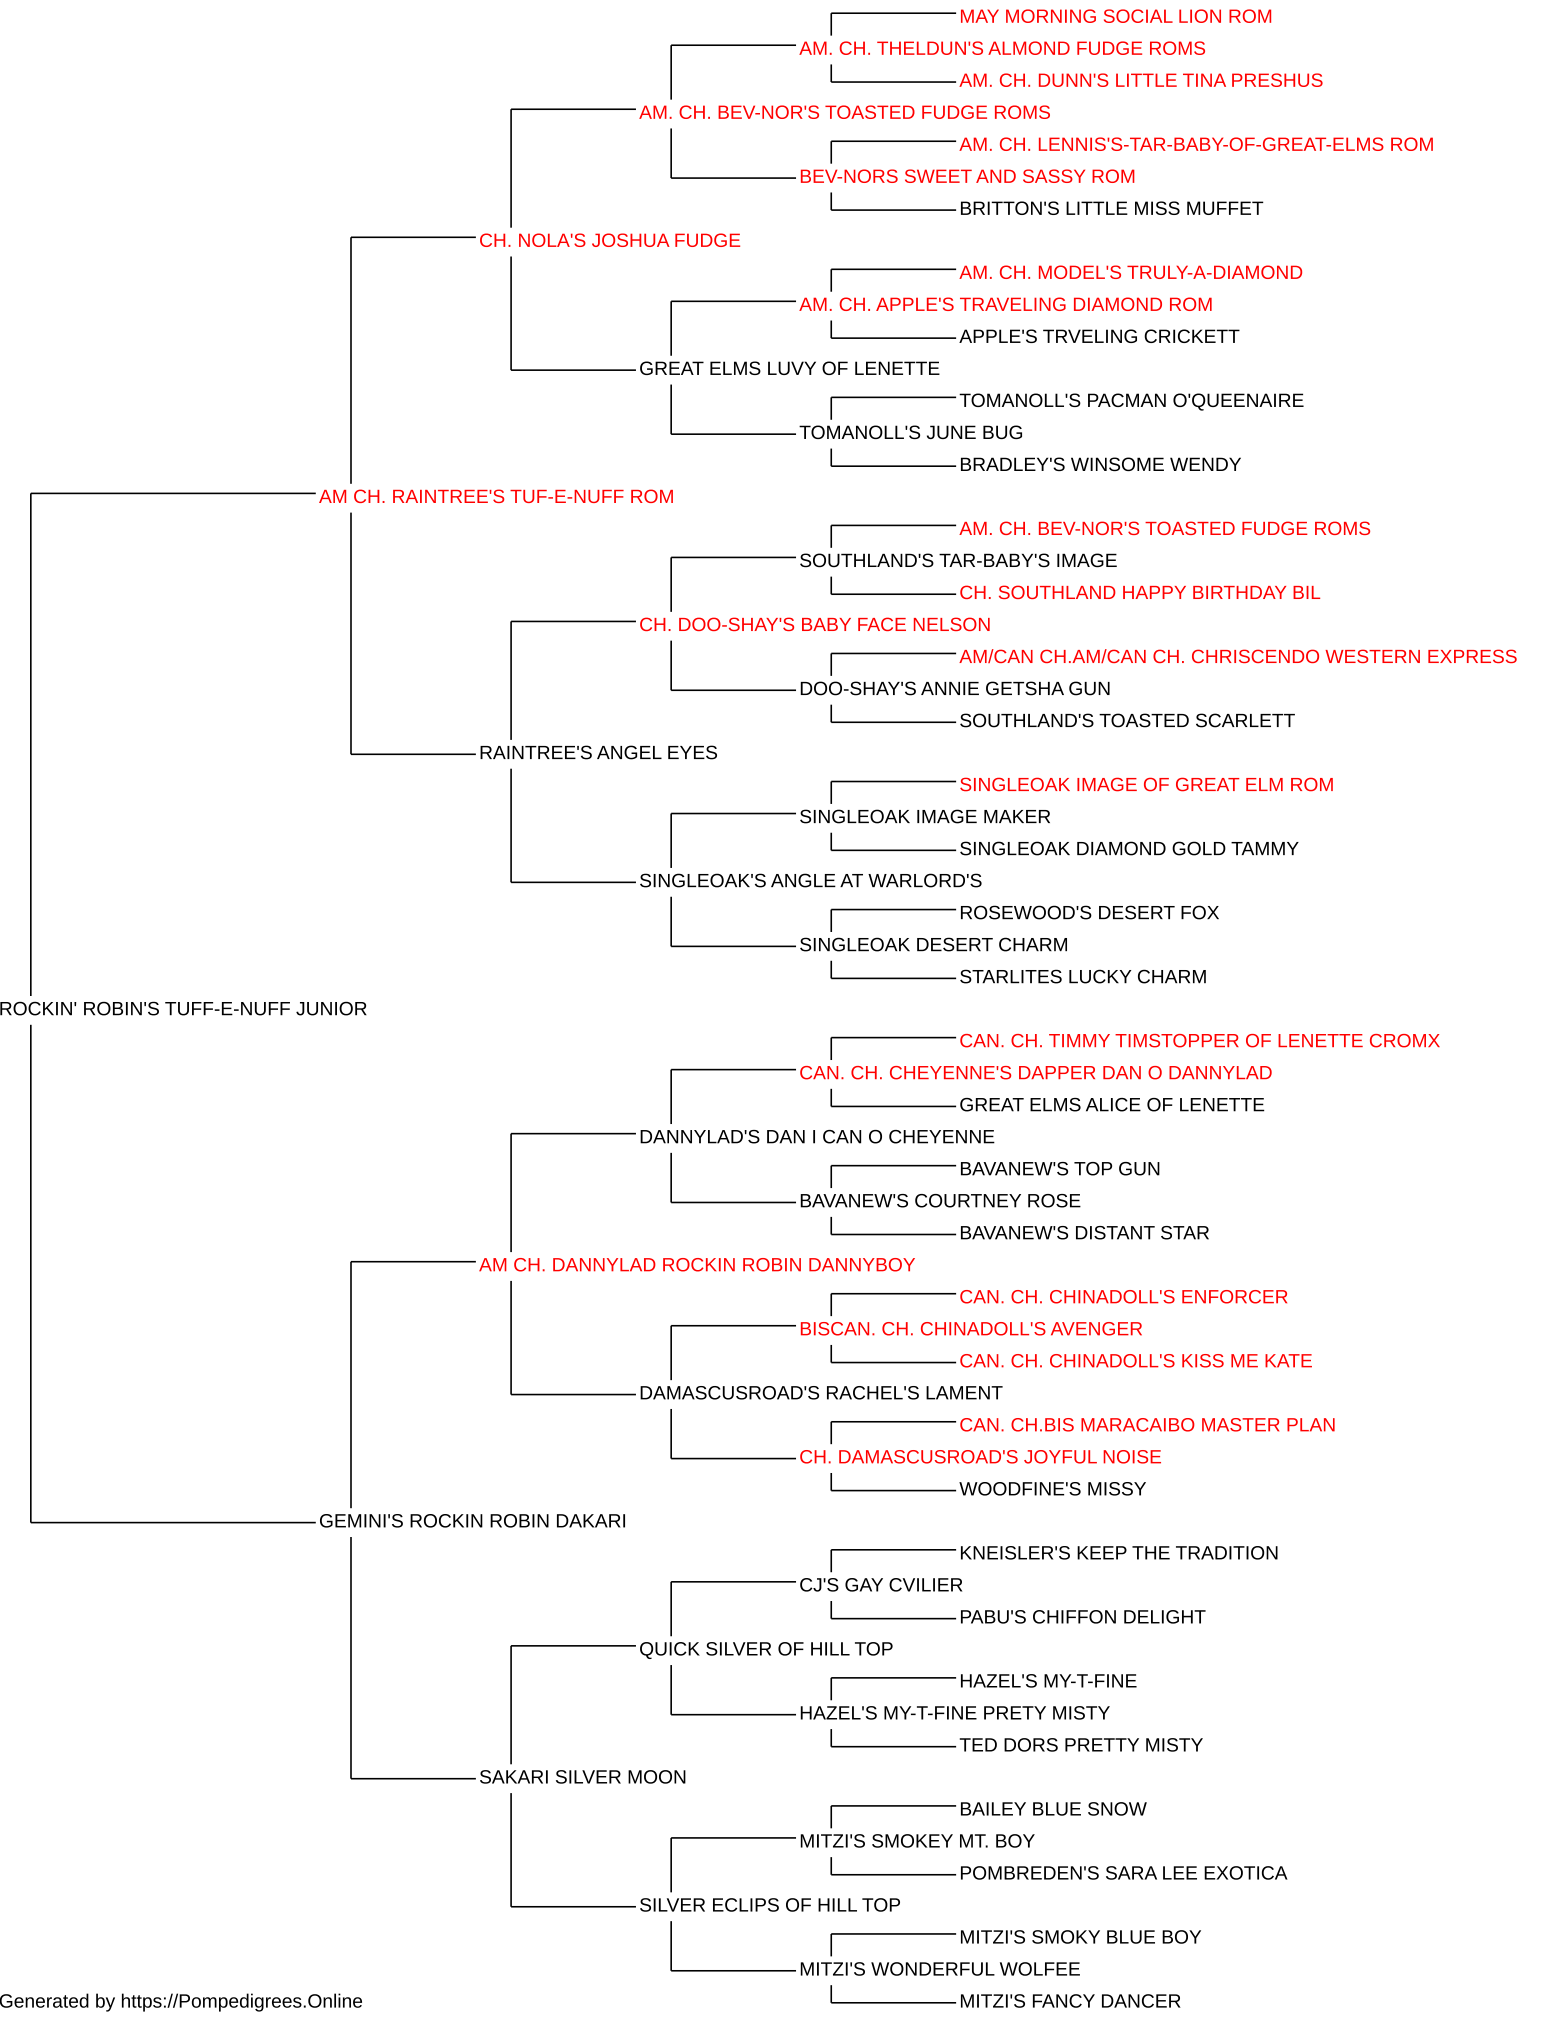 MAY MORNING SOCIAL LION ROM
AM. CH. THELDUN'S ALMOND FUDGE ROMS
AM. CH. DUNN'S LITTLE TINA PRESHUS
AM. CH. BEV-NOR'S TOASTED FUDGE ROMS
AM. CH. LENNIS'S-TAR-BABY-OF-GREAT-ELMS ROM
BEV-NORS SWEET AND SASSY ROM
BRITTON'S LITTLE MISS MUFFET
CH. NOLA'S JOSHUA FUDGE
AM. CH. MODEL'S TRULY-A-DIAMOND
AM. CH. APPLE'S TRAVELING DIAMOND ROM
APPLE'S TRVELING CRICKETT
GREAT ELMS LUVY OF LENETTE
TOMANOLL'S PACMAN O'QUEENAIRE
TOMANOLL'S JUNE BUG
BRADLEY'S WINSOME WENDY
AM CH. RAINTREE'S TUF-E-NUFF ROM
AM. CH. BEV-NOR'S TOASTED FUDGE ROMS
SOUTHLAND'S TAR-BABY'S IMAGE
CH. SOUTHLAND HAPPY BIRTHDAY BIL
CH. DOO-SHAY'S BABY FACE NELSON
AM/CAN CH.AM/CAN CH. CHRISCENDO WESTERN EXPRESS
DOO-SHAY'S ANNIE GETSHA GUN
SOUTHLAND'S TOASTED SCARLETT
RAINTREE'S ANGEL EYES
SINGLEOAK IMAGE OF GREAT ELM ROM
SINGLEOAK IMAGE MAKER
SINGLEOAK DIAMOND GOLD TAMMY
SINGLEOAK'S ANGLE AT WARLORD'S
ROSEWOOD'S DESERT FOX
SINGLEOAK DESERT CHARM
STARLITES LUCKY CHARM
ROCKIN' ROBIN'S TUFF-E-NUFF JUNIOR
CAN. CH. TIMMY TIMSTOPPER OF LENETTE CROMX
CAN. CH. CHEYENNE'S DAPPER DAN O DANNYLAD
GREAT ELMS ALICE OF LENETTE
DANNYLAD'S DAN I CAN O CHEYENNE
BAVANEW'S TOP GUN
BAVANEW'S COURTNEY ROSE
BAVANEW'S DISTANT STAR
AM CH. DANNYLAD ROCKIN ROBIN DANNYBOY
CAN. CH. CHINADOLL'S ENFORCER
BISCAN. CH. CHINADOLL'S AVENGER
CAN. CH. CHINADOLL'S KISS ME KATE
DAMASCUSROAD'S RACHEL'S LAMENT
CAN. CH.BIS MARACAIBO MASTER PLAN
CH. DAMASCUSROAD'S JOYFUL NOISE
WOODFINE'S MISSY
GEMINI'S ROCKIN ROBIN DAKARI
KNEISLER'S KEEP THE TRADITION
CJ'S GAY CVILIER
PABU'S CHIFFON DELIGHT
QUICK SILVER OF HILL TOP
HAZEL'S MY-T-FINE
HAZEL'S MY-T-FINE PRETY MISTY
TED DORS PRETTY MISTY
SAKARI SILVER MOON
BAILEY BLUE SNOW
MITZI'S SMOKEY MT. BOY
POMBREDEN'S SARA LEE EXOTICA
SILVER ECLIPS OF HILL TOP
MITZI'S SMOKY BLUE BOY
MITZI'S WONDERFUL WOLFEE
MITZI'S FANCY DANCER
Generated by https://Pompedigrees.Online